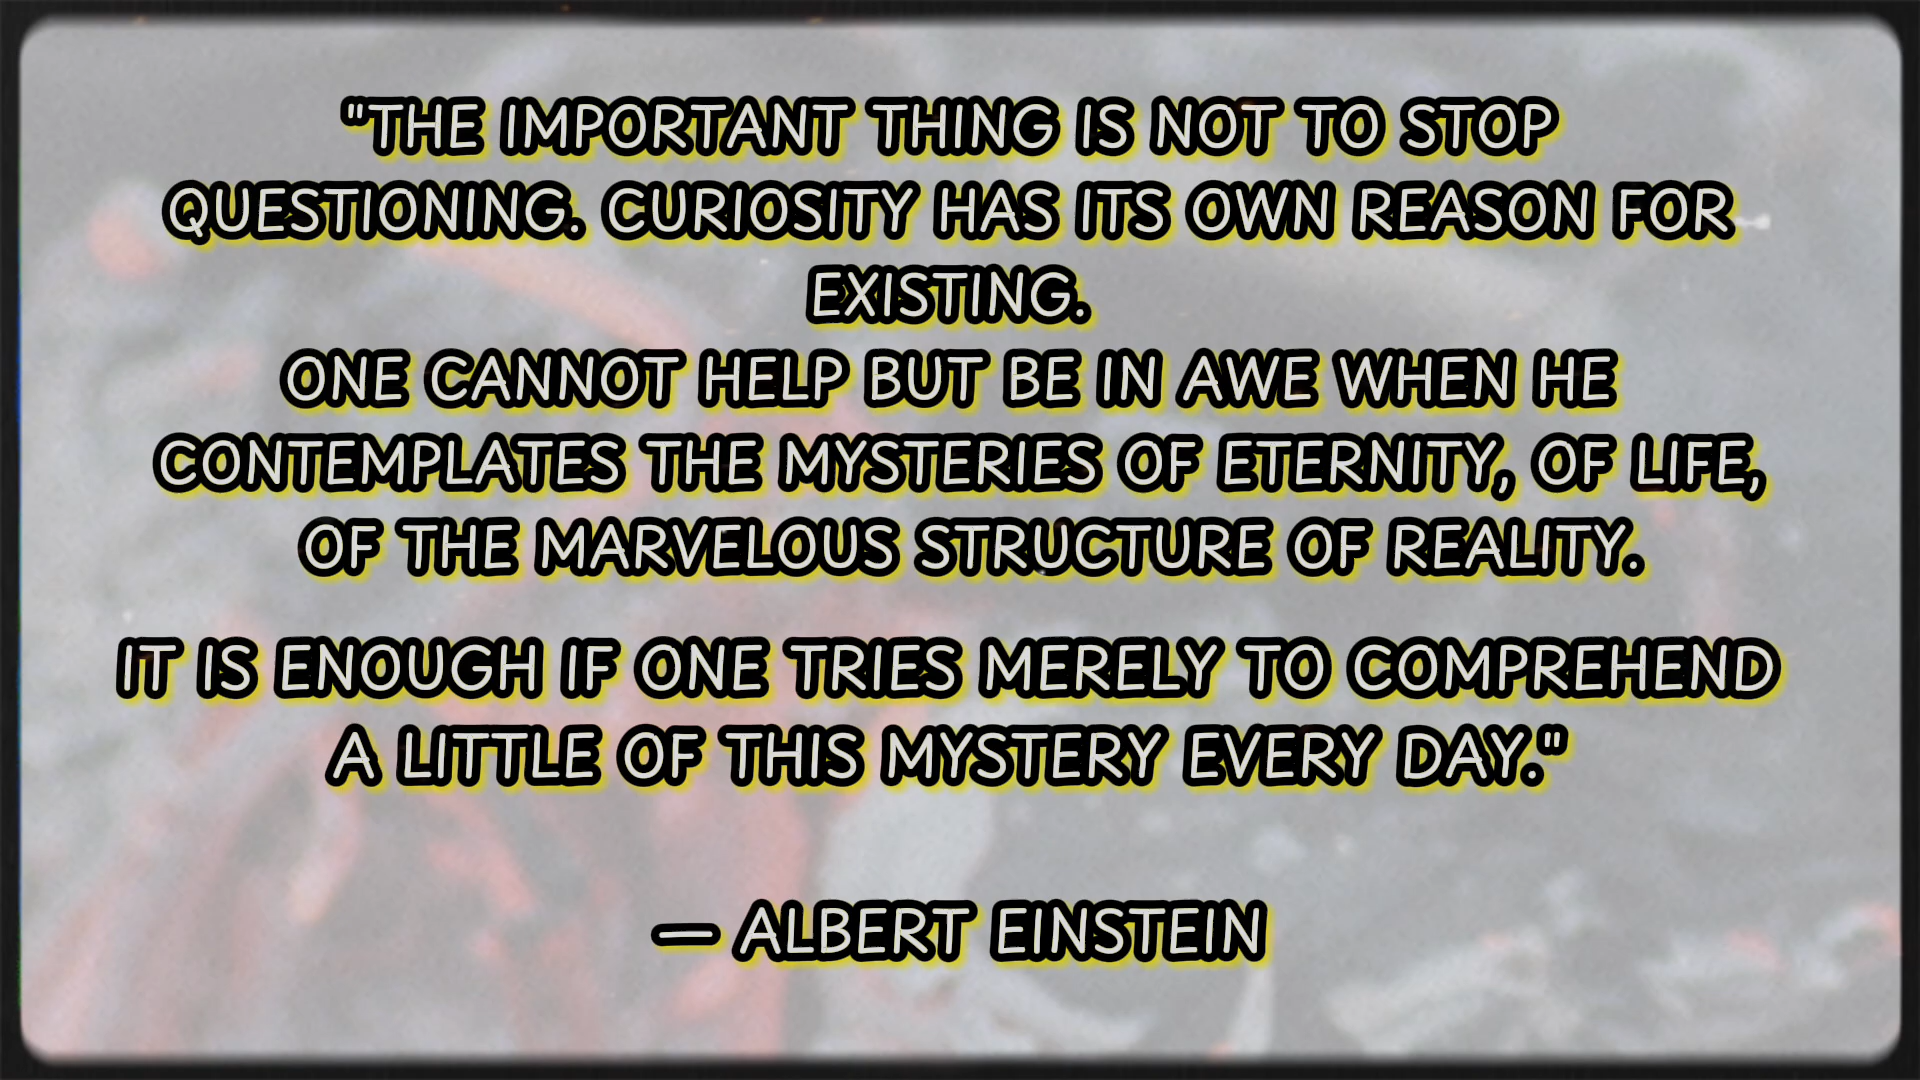 "THE IMPORTANT THING IS NOT TO STOP
QUESTIONING. CURIOSITY HAS ITS OWN REASON FOR
EXISTING.
ONE CANNOT HELP BUT BE IN AWE WHEN HE
CONTEMPLATES THE MYSTERIES OF ETERNITY, OF LIFE,
OF THE MARVELOUS STRUCTURE OF REALITY.
IT IS ENOUGH IF ONE TRIES MERELY TO COMPREHEND
A LITTLE OF THIS MYSTERY EVERY DAY."
— ALBERT EINSTEIN